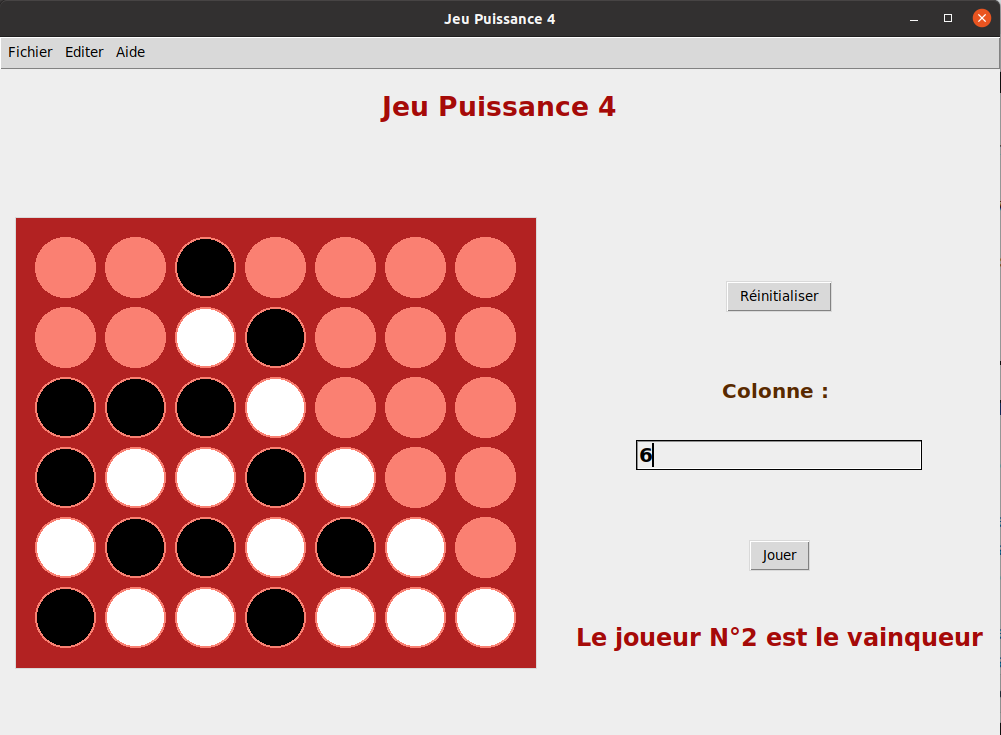 Jeu Puissance 4
Fichier Editer Aide
Jeu Puissance 4
Réinitialiser
Colonne :
6
Jouer
Le joueur N°2 est le vainqueur